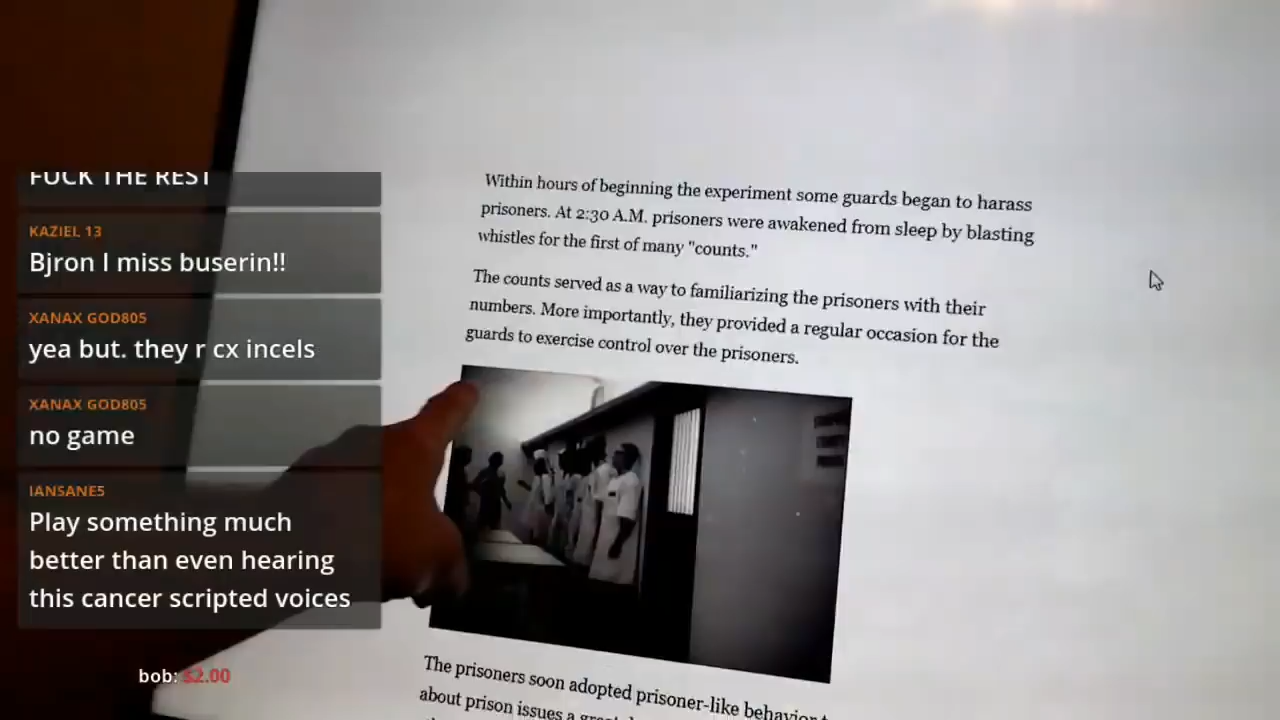 FUCK THE REST
KAZIEL 13
Bjron I miss buserin!!
XANAX GOD805
yea but. they r cx incels
XANAX GOD805
no game
IANSANE5
Play something much
better than even hearing
this cancer scripted voices
bob: $2.00
Within hours of beginning the experiment some guards began to harass
prisoners. At 2:30 A.M. prisoners were awakened from sleep by blasting
whistles for the first of many "counts."
The counts served as a way to familiarizing the prisoners with their
numbers. More importantly, they provided a regular occasion for the
guards to exercise control over the prisoners.
The prisoners soon adopted prisoner-like behavior
about prison issues a